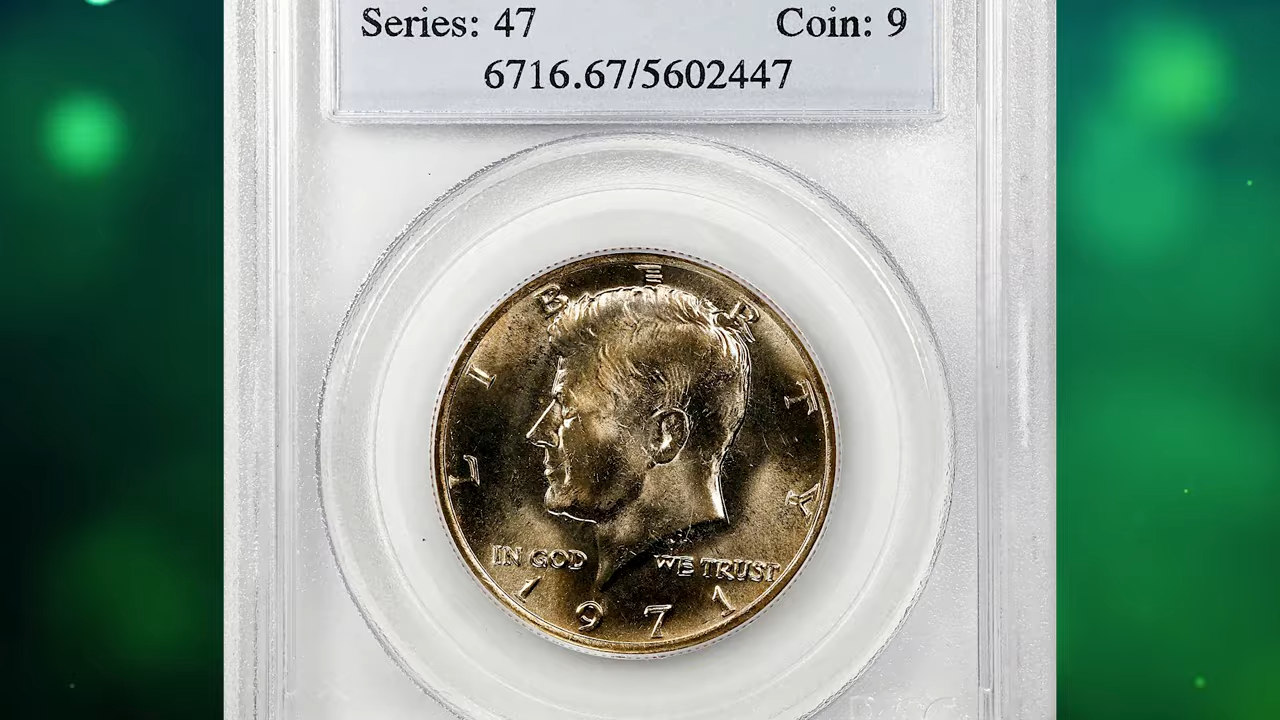 Series: 47 Coin: 9
6716.67/5602447
LIBERTY
IN GOD WE TRUST
1971